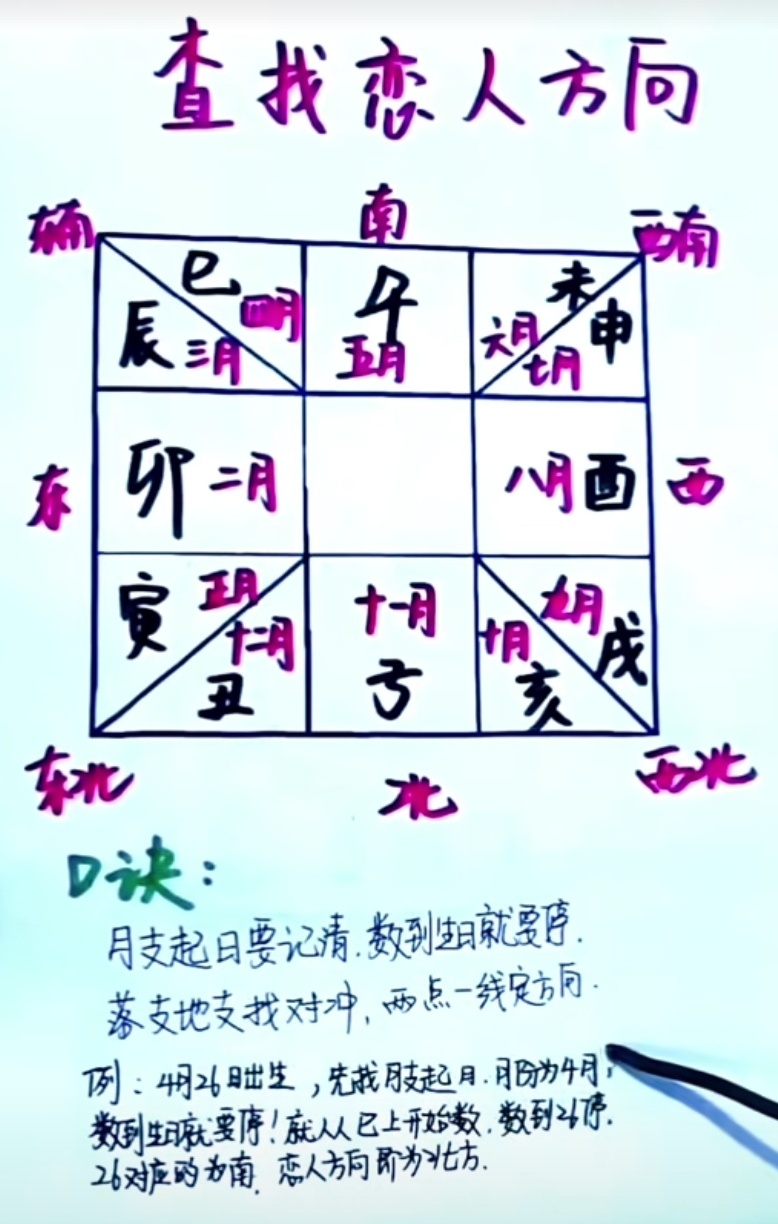 查找恋人方向
东南 南 西南
巳 四月 午 未 申
辰 三月 五月 六月 七月
东 卯 二月 八月 酉 西
寅 正月 十一月 九月 戌
十二月 丑 子 十月 亥
东北 北 西北
口诀:
月支起日要记清.数到生日就要停.
落支地支找对冲,两点一线定方向.
例:4月26日出生,先找月支起日.月份为4月,
数到生日就要停!就从巳上开始数.数到26停.
26对应的为南.恋人方向即为北方.